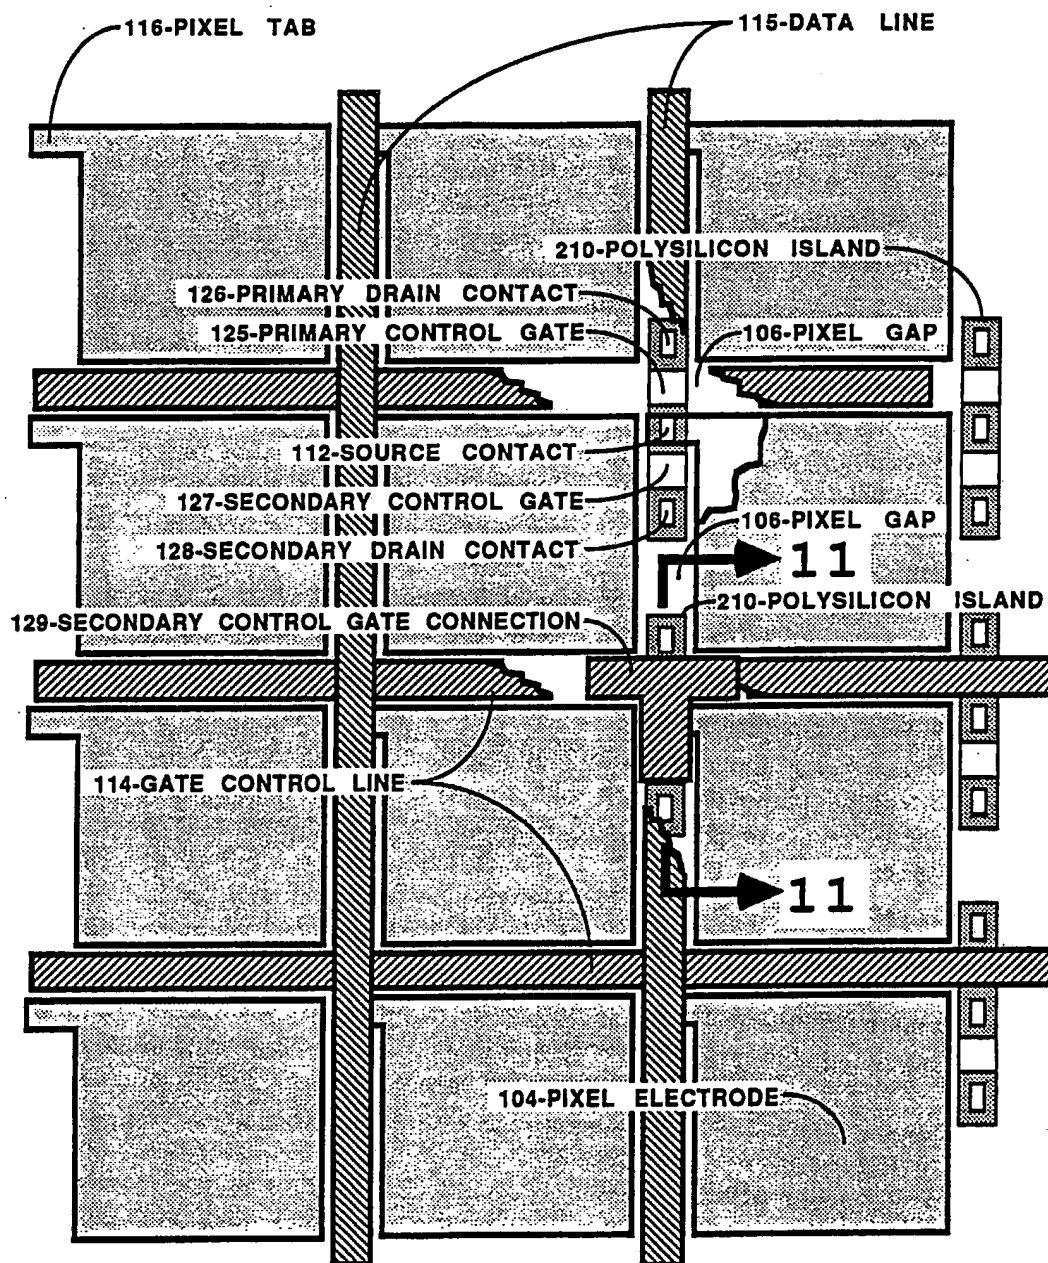 116-PIXEL TAB
115-DATA LINE
210-POLYSILICON ISLAND
126-PRIMARY DRAIN CONTACT
125-PRIMARY CONTROL GATE
106-PIXEL GAP
112-SOURCE CONTACT
127-SECONDARY CONTROL GATE
106-PIXEL GAP
128-SECONDARY DRAIN CONTACT
11
210-POLYSILICON ISLAND
129-SECONDARY CONTROL GATE CONNECTION
114-GATE CONTROL LINE
11
104-PIXEL ELECTRODE